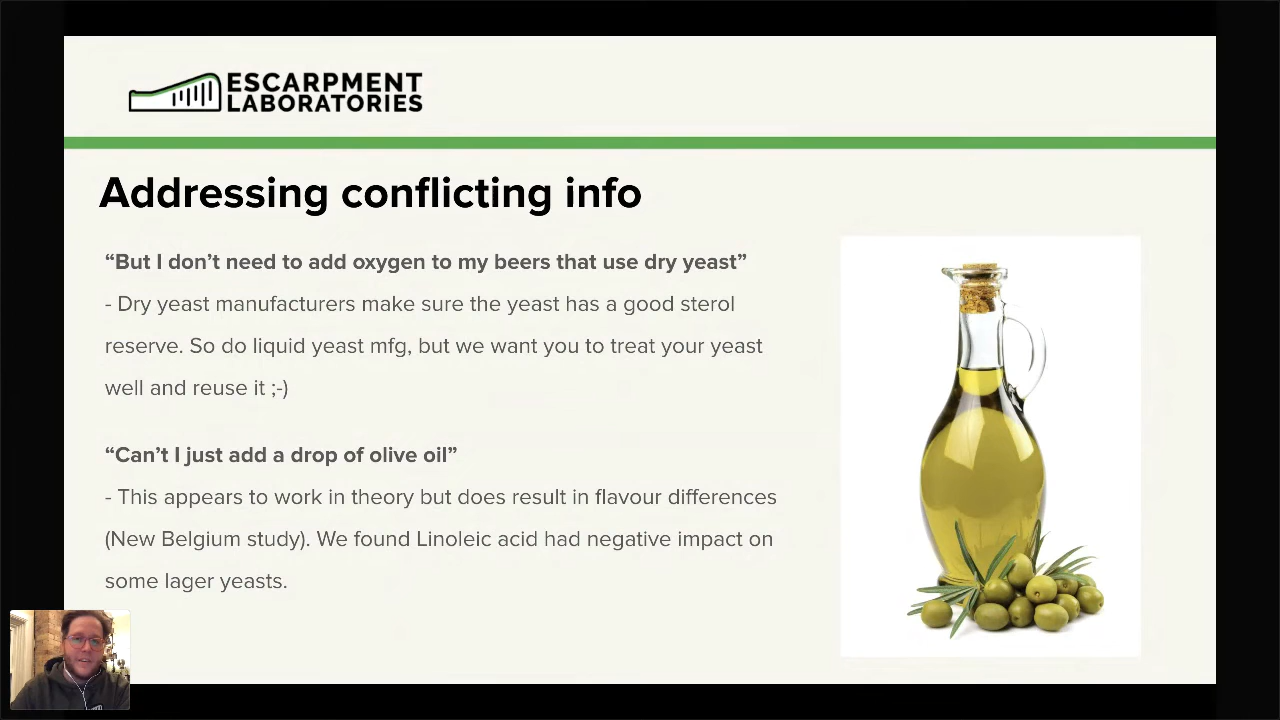 ESCARPMENT
LABORATORIES
Addressing conflicting info
“But I don’t need to add oxygen to my beers that use dry yeast”
- Dry yeast manufacturers make sure the yeast has a good sterol
reserve. So do liquid yeast mfg, but we want you to treat your yeast
well and reuse it ;-)
“Can’t I just add a drop of olive oil”
- This appears to work in theory but does result in flavour differences
(New Belgium study). We found Linoleic acid had negative impact on
some lager yeasts.